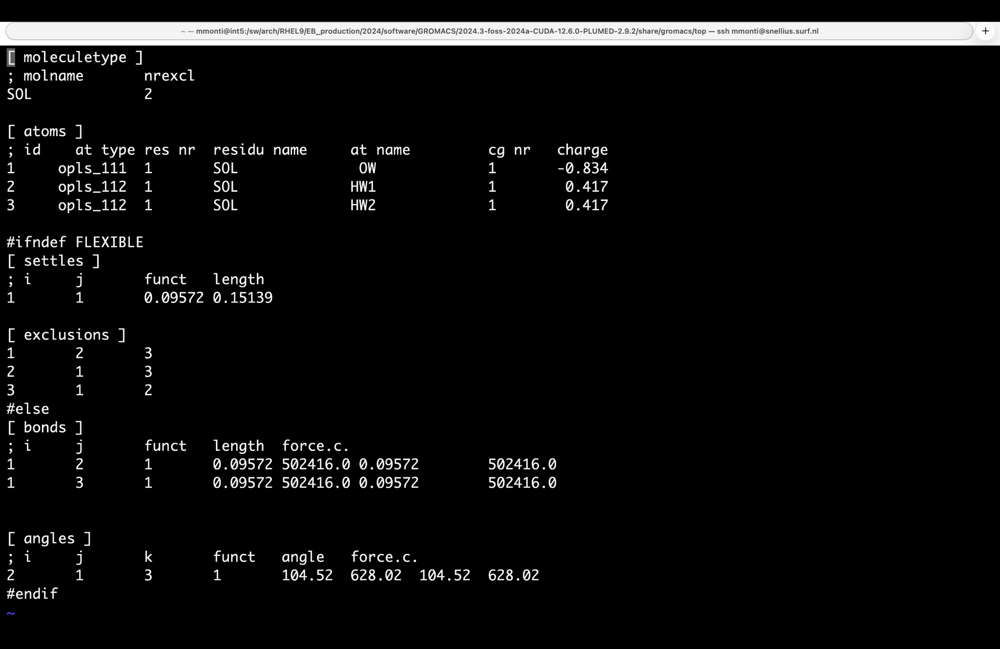 ~ — mmonti@int5:/sw/arch/RHEL9/EB_production/2024/software/GROMACS/2024.3-foss-2024a-CUDA-12.6.0-PLUMED-2.9.2/share/gromacs/top — ssh mmonti@snellius.surf.nl +
[ moleculetype ]
; molname       nrexcl
SOL             2

[ atoms ]
; id    at type res nr  residu name     at name         cg nr   charge
1     opls_111  1       SOL              OW             1       -0.834
2     opls_112  1       SOL             HW1             1        0.417
3     opls_112  1       SOL             HW2             1        0.417

#ifndef FLEXIBLE
[ settles ]
; i     j       funct   length
1       1       0.09572 0.15139

[ exclusions ]
1       2       3
2       1       3
3       1       2
#else
[ bonds ]
; i     j       funct   length  force.c.
1       2       1       0.09572 502416.0 0.09572        502416.0
1       3       1       0.09572 502416.0 0.09572        502416.0


[ angles ]
; i     j       k       funct   angle   force.c.
2       1       3       1       104.52  628.02  104.52  628.02
#endif
~